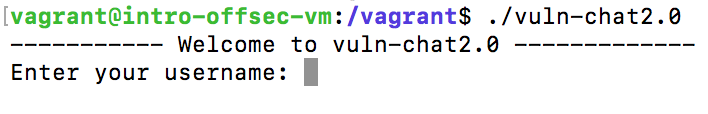 [vagrant@intro-offsec-vm:/vagrant$ ./vuln-chat2.0
----------- Welcome to vuln-chat2.0 -------------
Enter your username: